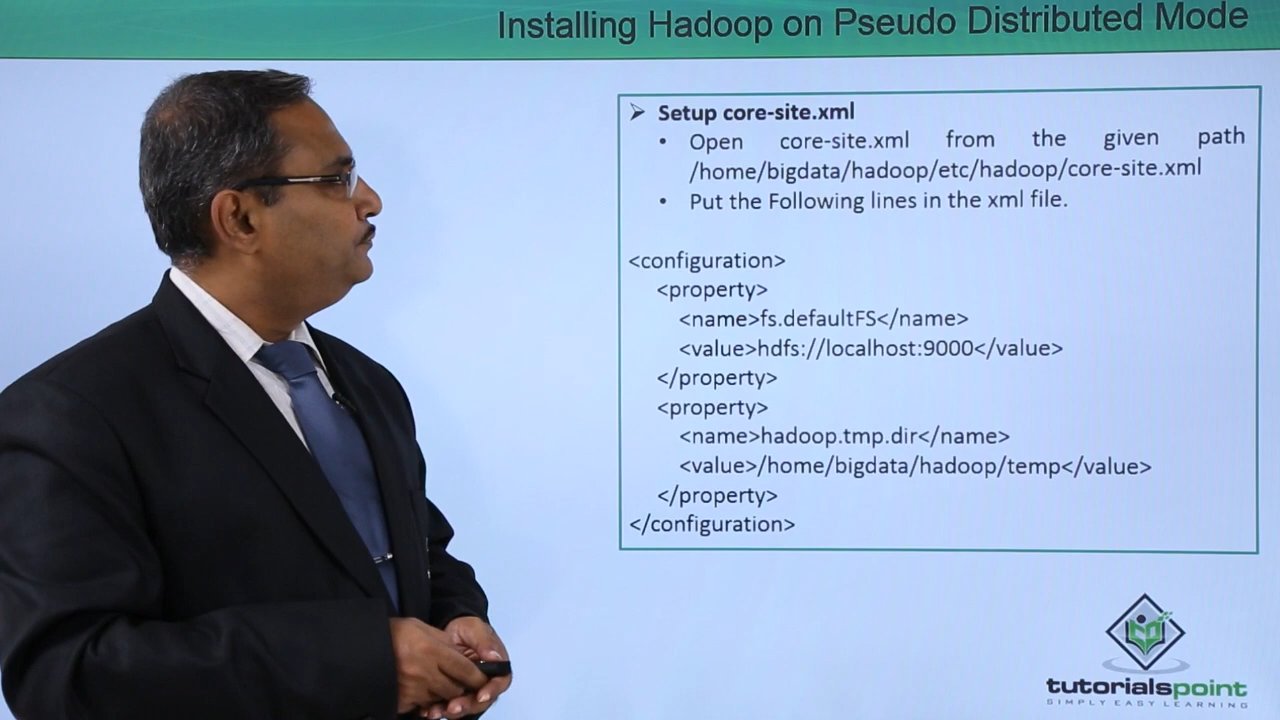 Installing Hadoop on Pseudo Distributed Mode
➢ Setup core-site.xml
• Open core-site.xml from the given path
/home/bigdata/hadoop/etc/hadoop/core-site.xml
• Put the Following lines in the xml file.
<configuration>
<property>
<name>fs.defaultFS</name>
<value>hdfs://localhost:9000</value>
</property>
<property>
<name>hadoop.tmp.dir</name>
<value>/home/bigdata/hadoop/temp</value>
</property>
</configuration>
tutorialspoint
SIMPLY EASY LEARNING